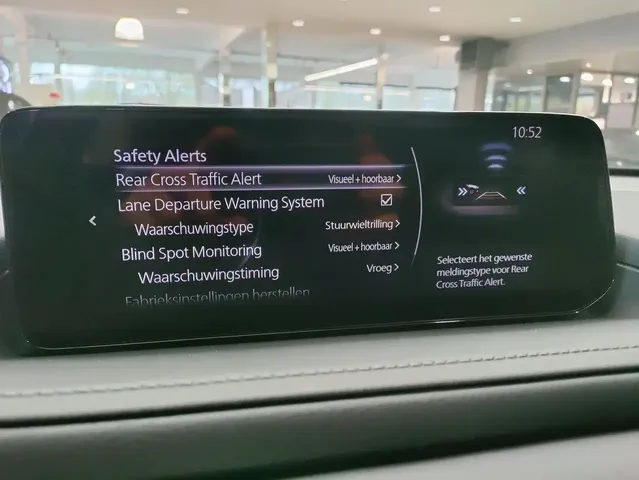 10:52
Safety Alerts
Rear Cross Traffic Alert Visueel + hoorbaar
Lane Departure Warning System
Waarschuwingstype Stuurwieltrilling
Blind Spot Monitoring Visueel + hoorbaar
Waarschuwingstiming Vroeg
Fabrieksinstellingen herstellen
Selecteert het gewenste
meldingstype voor Rear
Cross Traffic Alert.